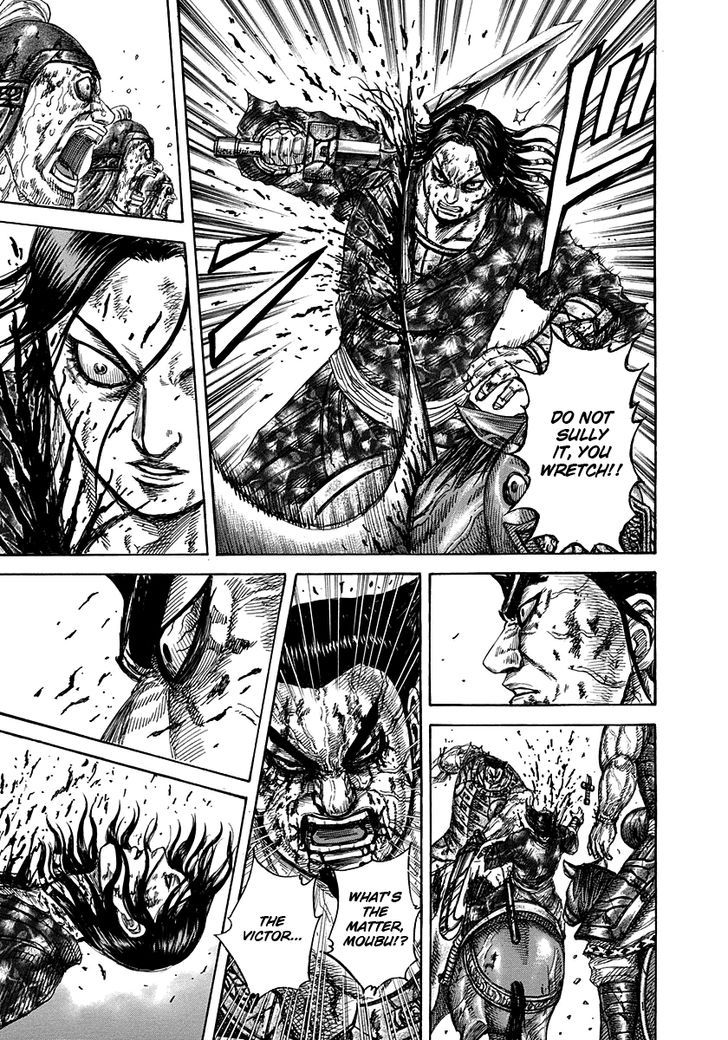 DO NOT
SULLY
IT, YOU
WRETCH!!
WHAT'S
THE
MATTER,
MOUBU!?
THE
VICTOR...